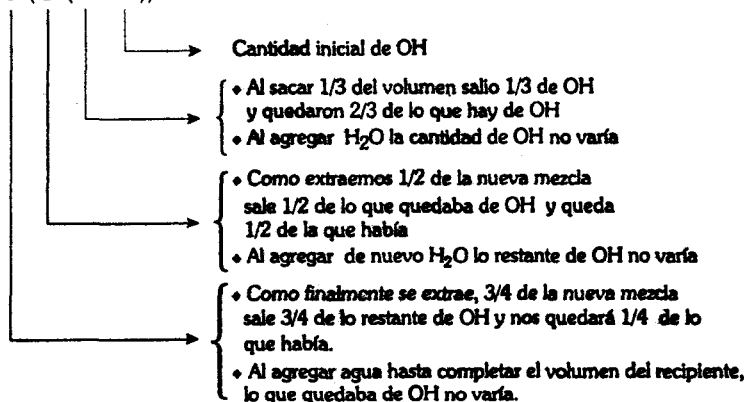 Cantidad inicial de OH
• Al sacar 1/3 del volumen salio 1/3 de OH
y quedaron 2/3 de lo que hay de OH
• Al agregar H₂O la cantidad de OH no varía
• Como extraemos 1/2 de la nueva mezcla
sale 1/2 de lo que quedaba de OH y queda
1/2 de la que había
• Al agregar de nuevo H₂O lo restante de OH no varía
• Como finalmente se extrae, 3/4 de la nueva mezcla
sale 3/4 de lo restante de OH y nos quedará 1/4 de lo
que había.
• Al agregar agua hasta completar el volumen del recipiente,
lo que quedaba de OH no varía.